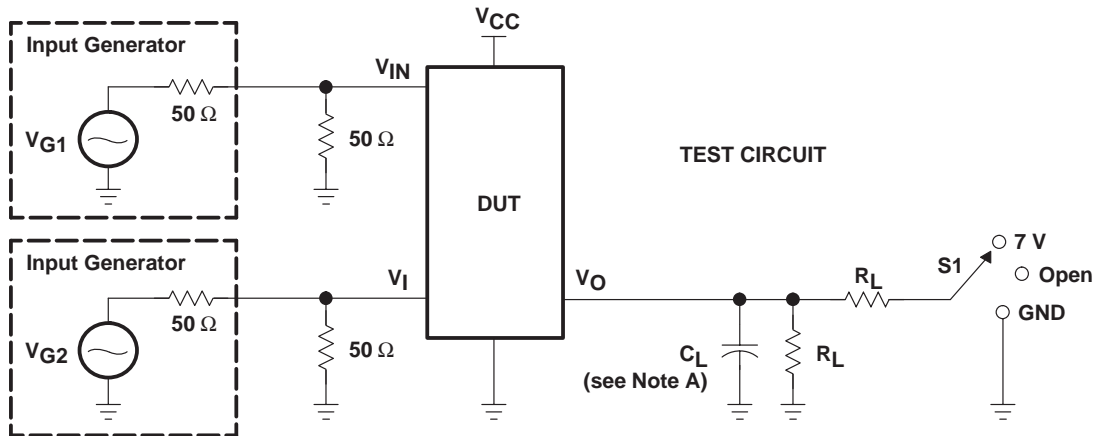 Input Generator
VG1
50 Ω
VIN
50 Ω
VCC
DUT
TEST CIRCUIT
Input Generator
VG2
50 Ω
VI
50 Ω
VO
CL
(see Note A)
RL
RL
S1
7 V
Open
GND